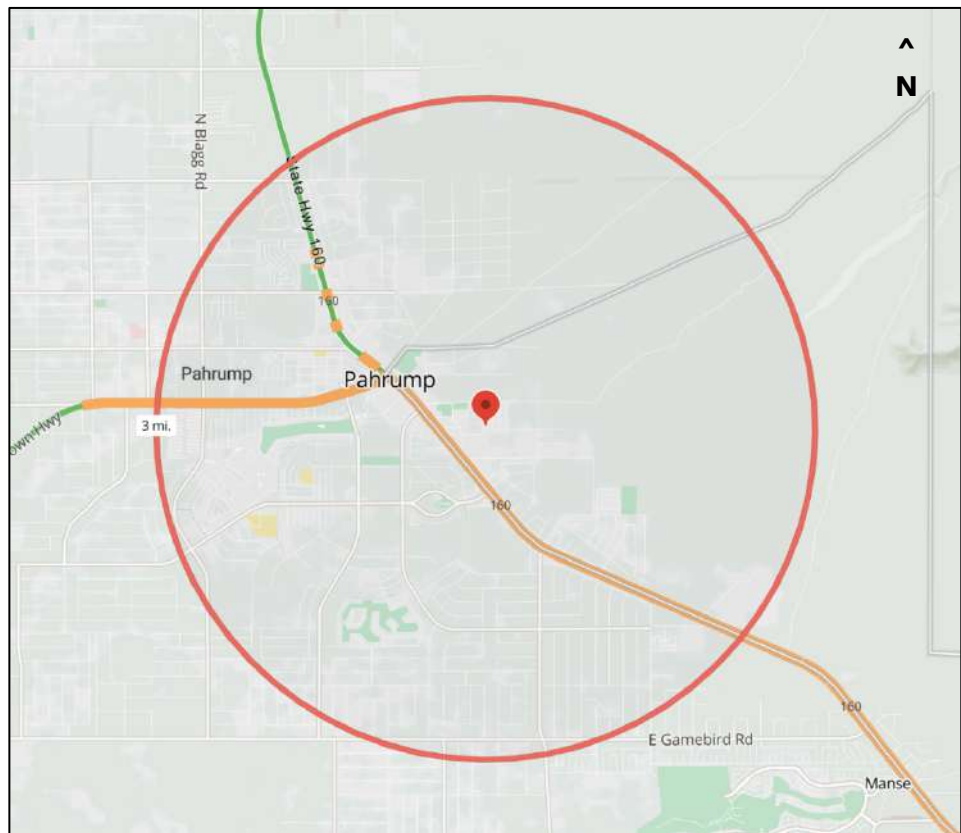 ^
N
N Blagg Rd
State Hwy 160
160
Pahrump
Pahrump
3 mi.
own Hwy
160
160
E Gamebird Rd
Manse